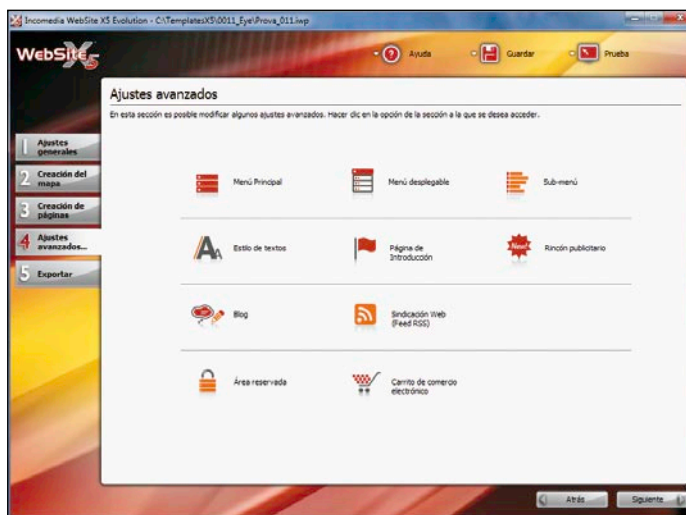 Incomedia WebSite X5 Evolution - C:\TemplatesX5\0011_Eye\Prova_011.iwp
WebSite X5
Ayuda
Guardar
Prueba
Ajustes avanzados
En esta sección es posible modificar algunos ajustes avanzados. Hacer clic en la opción de la sección a la que se desea acceder.
1 Ajustes
generales
2 Creación del
mapa
3 Creación de
páginas
4 Ajustes
avanzados...
5 Exportar
Menú Principal
Menú desplegable
Sub-menú
AA
Estilo de textos
Página de
Introducción
New!
Rincón publicitario
Blog
Sindicación Web
(Feed RSS)
Área reservada
Carrito de comercio
electrónico
Atrás
Siguiente